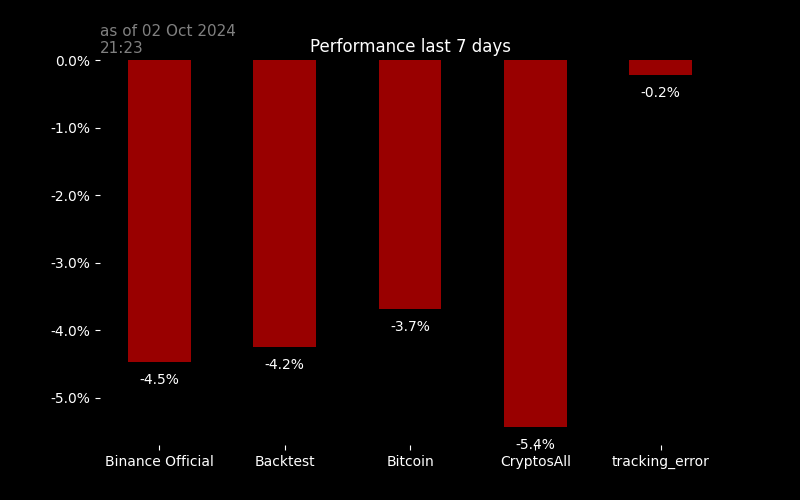 as of 02 Oct 2024
21:23
Performance last 7 days
0.0%
-1.0%
-2.0%
-3.0%
-4.0%
-5.0%
-4.5%
-4.2%
-3.7%
-5.4%
-0.2%
Binance Official
Backtest
Bitcoin
CryptosAll
tracking_error